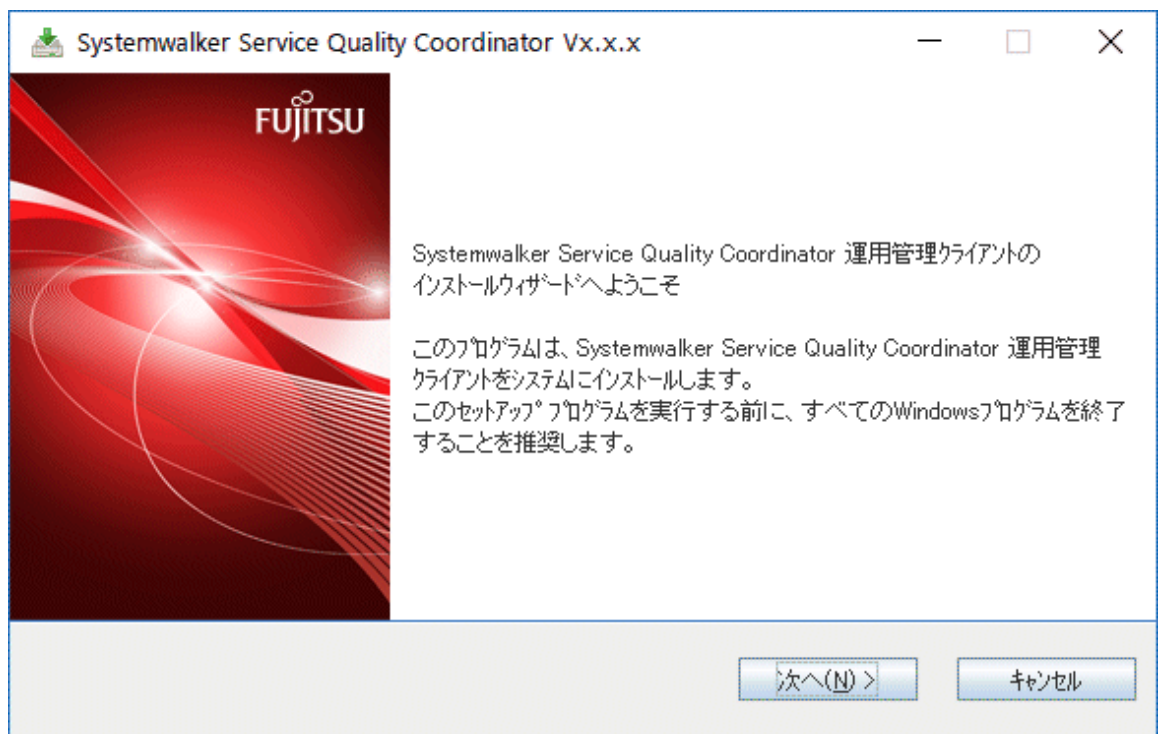 Systemwalker Service Quality Coordinator Vx.x.x
FUJITSU
Systemwalker Service Quality Coordinator 運用管理ｸﾗｲｱﾝﾄの
ｲﾝｽﾄｰﾙｳｨｻﾞｰﾄﾞへようこそ
このﾌﾟﾛｸﾞﾗﾑは、Systemwalker Service Quality Coordinator 運用管理
ｸﾗｲｱﾝﾄをｼｽﾃﾑにｲﾝｽﾄｰﾙします。
このｾｯﾄｱｯﾌﾟ ﾌﾟﾛｸﾞﾗﾑを実行する前に、すべてのWindowsﾌﾟﾛｸﾞﾗﾑを終了
することを推奨します。
次へ(N) >
ｷｬﾝｾﾙ